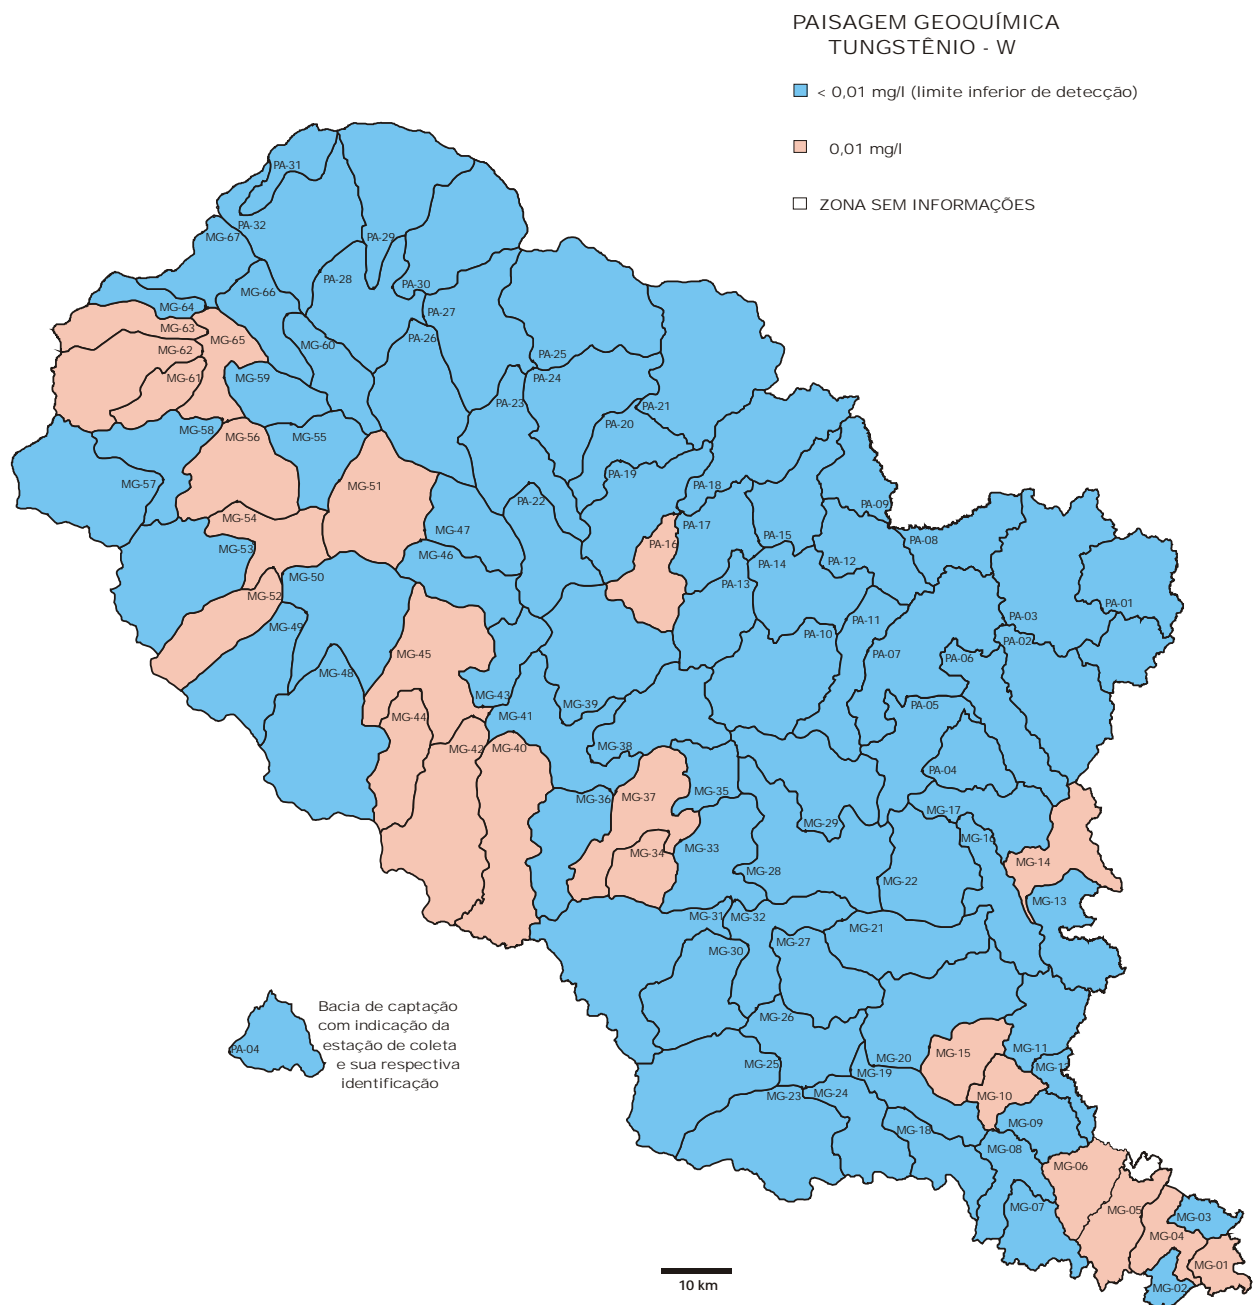 PAISAGEM GEOQUÍMICA
TUNGSTÊNIO - W
< 0,01 mg/l (limite inferior de detecção)
0,01 mg/l
ZONA SEM INFORMAÇÕES
PA-31
PA-32
MG-67
PA-29
PA-28
PA-30
MG-66
MG-64
PA-27
MG-63
MG-65
PA-26
MG-60
MG-62
PA-25
MG-61
MG-59
PA-24
PA-23
PA-21
PA-20
MG-58
MG-56
MG-55
PA-19
MG-57
MG-51
PA-18
PA-22
PA-09
MG-54
PA-17
MG-47
PA-15
PA-08
PA-16
MG-53
MG-46
PA-12
PA-14
MG-50
PA-13
MG-52
PA-01
PA-03
PA-11
MG-49
PA-10
PA-02
MG-45
PA-07
PA-06
MG-48
MG-43
MG-39
PA-05
MG-44
MG-41
MG-42
MG-40
MG-38
PA-04
MG-35
MG-36
MG-37
MG-17
MG-29
MG-16
MG-33
MG-34
MG-14
MG-28
MG-22
MG-13
MG-31
MG-32
MG-21
MG-27
MG-30
MG-26
Bacia de captação
com indicação da
estação de coleta
e sua respectiva
identificação
PA-04
MG-15
MG-11
MG-20
MG-25
MG-19
MG-1
MG-23
MG-24
MG-10
MG-09
MG-18
MG-08
MG-06
MG-07
MG-05
MG-03
MG-04
MG-01
MG-02
10 km